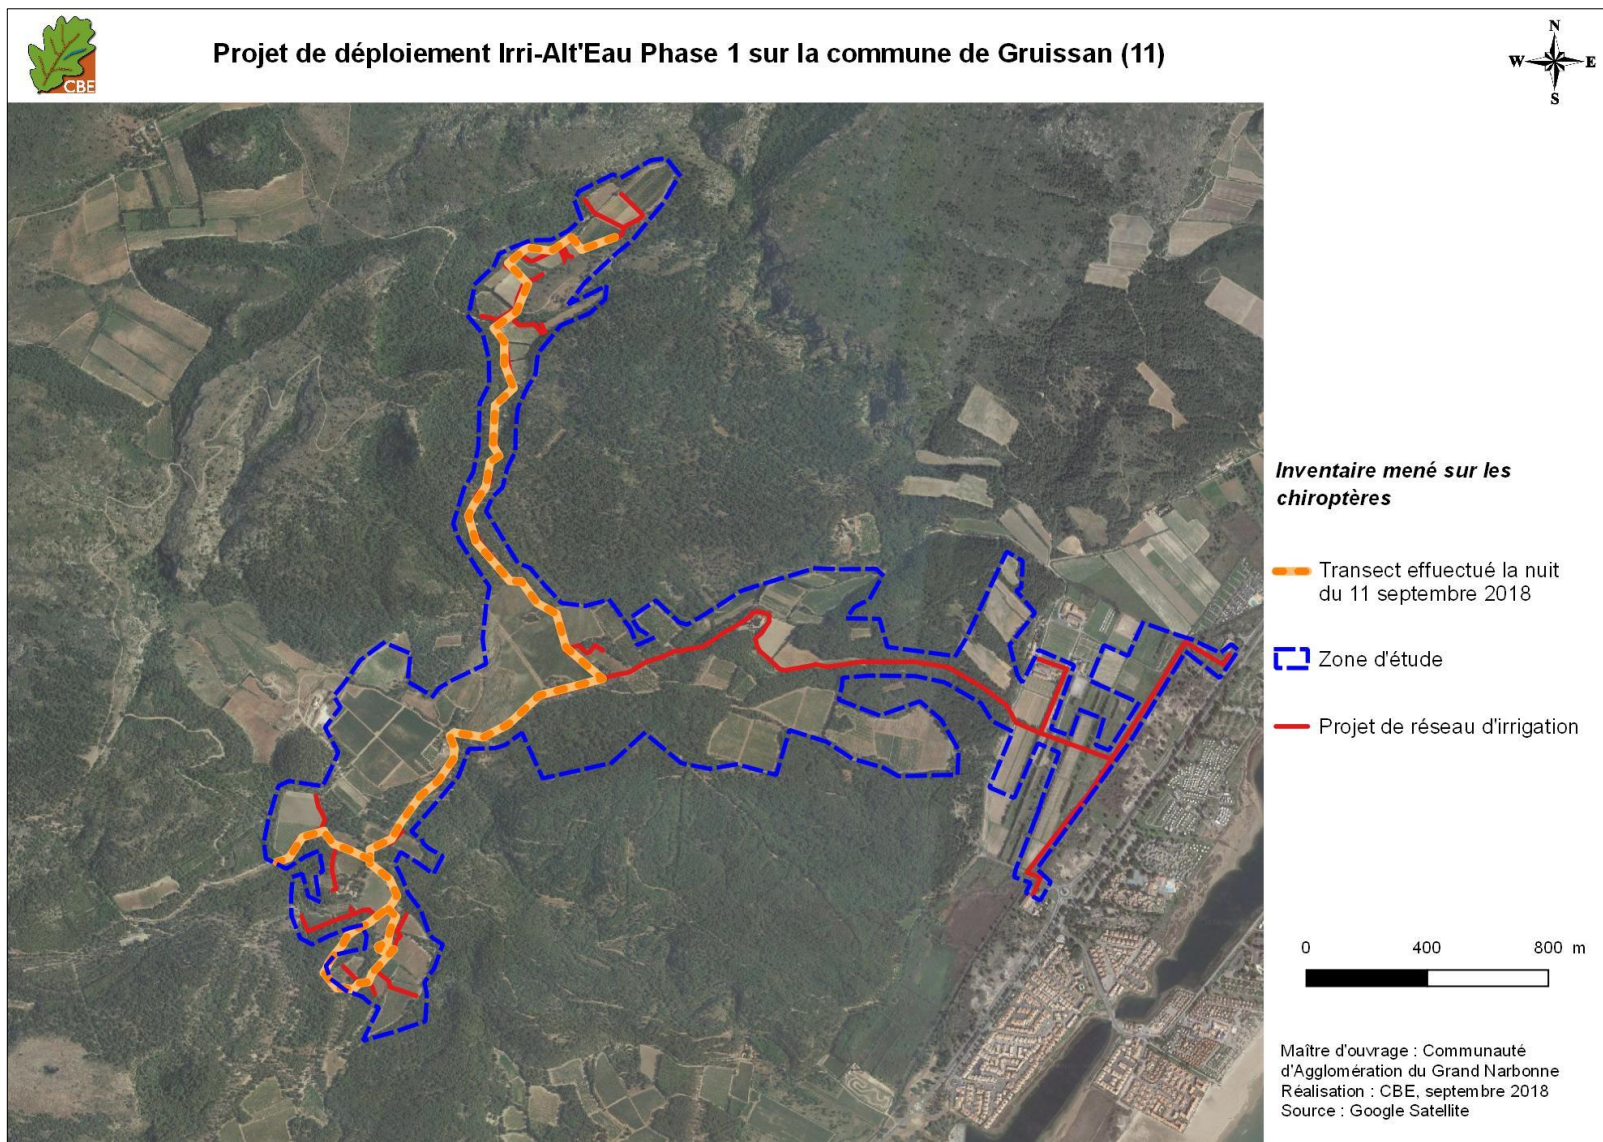 CBE
Projet de déploiement Irri-Alt'Eau Phase 1 sur la commune de Gruissan (11)
N
W
E
S
Inventaire mené sur les
chiroptères
Transect effuectué la nuit
du 11 septembre 2018
Zone d'étude
Projet de réseau d'irrigation
0 400 800 m
Maître d'ouvrage : Communauté
d'Agglomération du Grand Narbonne
Réalisation : CBE, septembre 2018
Source : Google Satellite